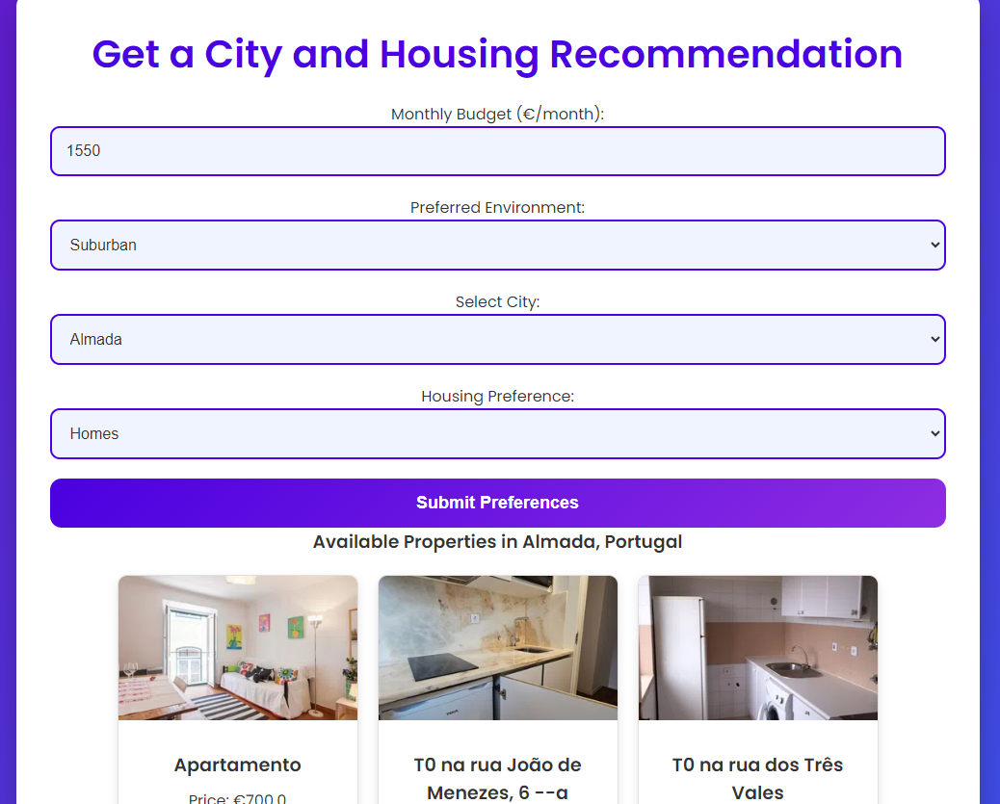 Get a City and Housing Recommendation
Monthly Budget (€/month):
1550
Preferred Environment:
Suburban
Select City:
Almada
Housing Preference:
Homes
Submit Preferences
Available Properties in Almada, Portugal
Apartamento
Price: €700.0
T0 na rua João de
Menezes, 6 --a
T0 na rua dos Três
Vales